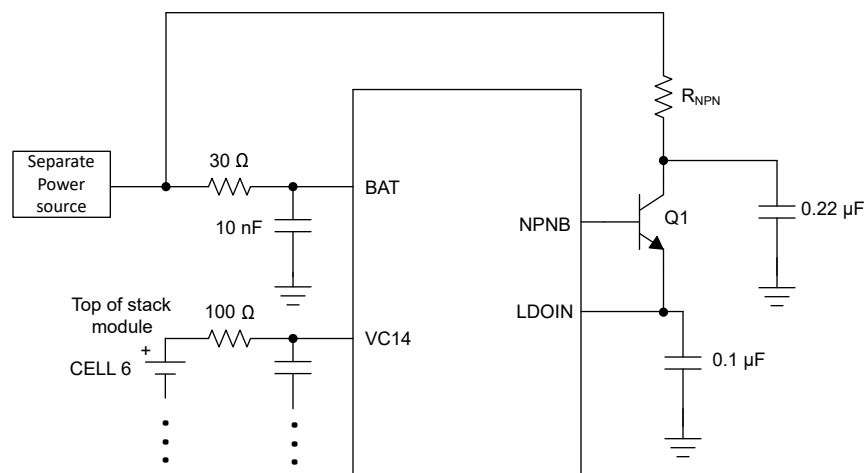 R_NPN
Separate
Power
source
30 Ω
BAT
10 nF
NPNB
Q1
0.22 µF
Top of stack
module
100 Ω
LDOIN
+
VC14
CELL 6
0.1 µF